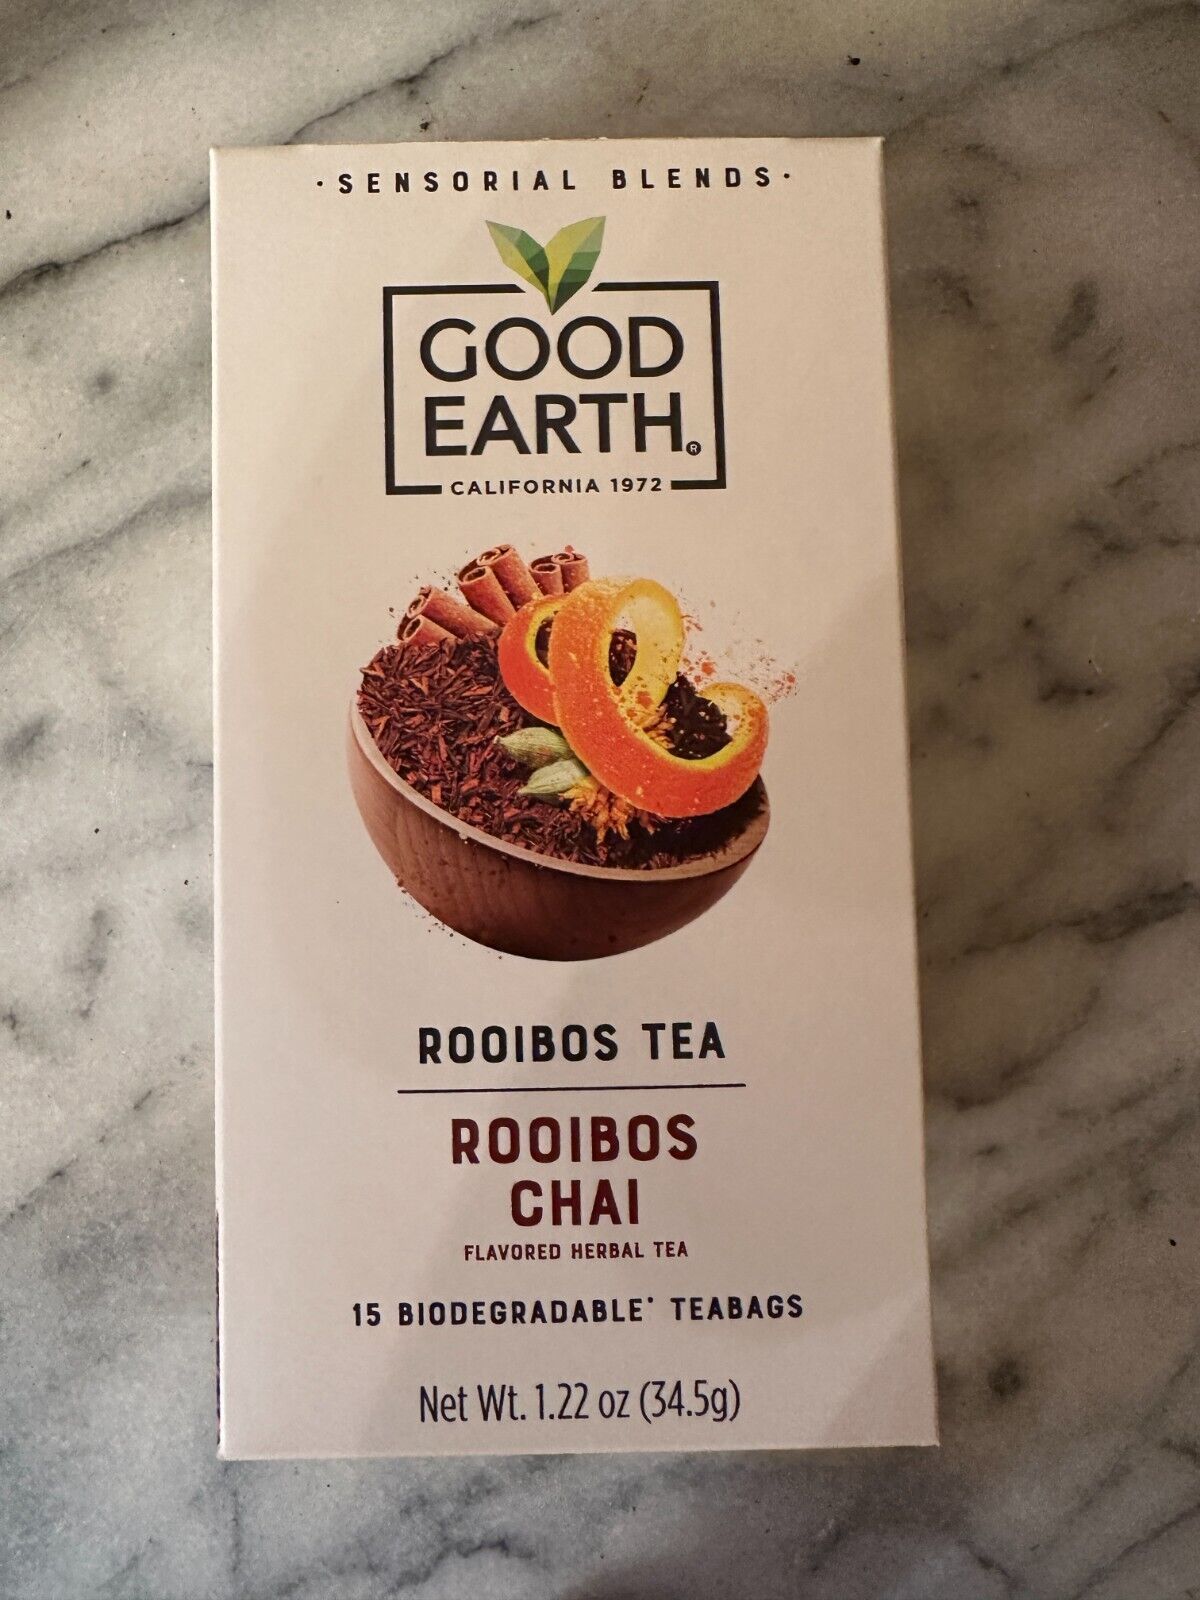 · SENSORIAL BLENDS ·
GOOD
EARTH®
CALIFORNIA 1972
ROOIBOS TEA
ROOIBOS
CHAI
FLAVORED HERBAL TEA
15 BIODEGRADABLE* TEABAGS
Net Wt. 1.22 oz (34.5g)